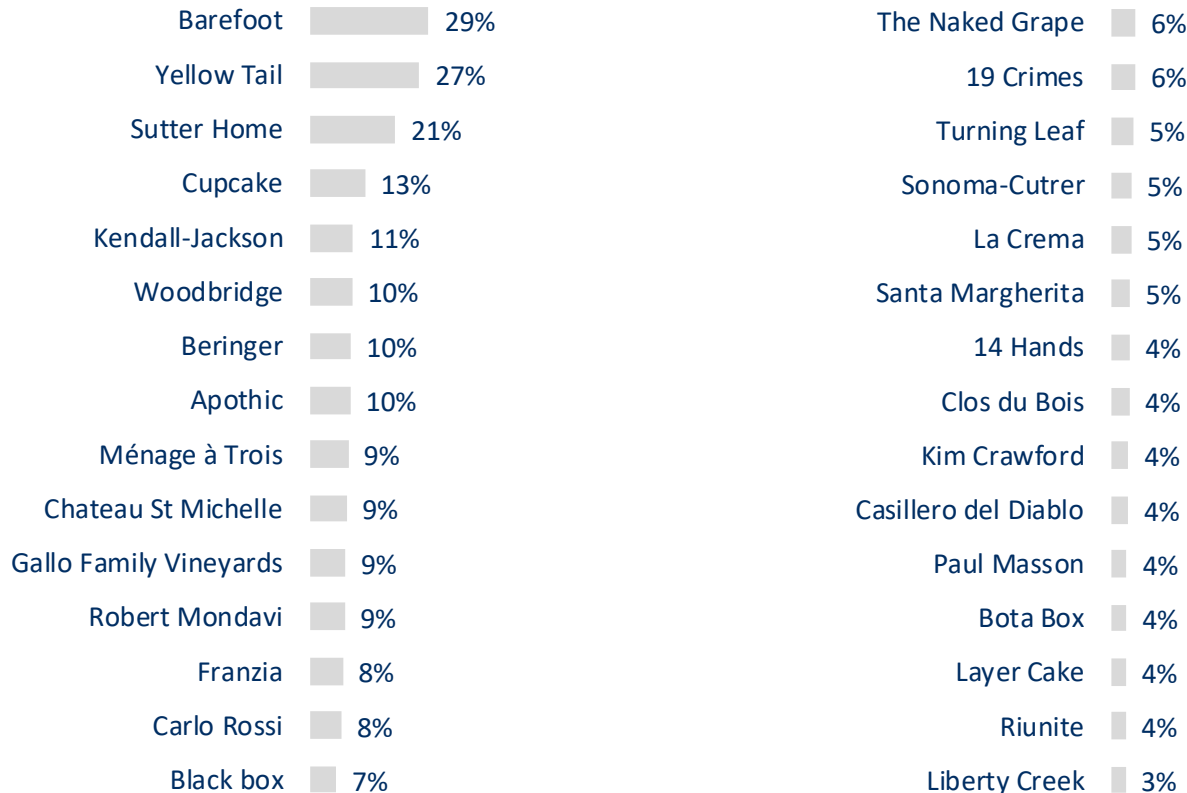 Barefoot 29%
Yellow Tail 27%
Sutter Home 21%
Cupcake 13%
Kendall-Jackson 11%
Woodbridge 10%
Beringer 10%
Apothic 10%
Ménage à Trois 9%
Chateau St Michelle 9%
Gallo Family Vineyards 9%
Robert Mondavi 9%
Franzia 8%
Carlo Rossi 8%
Black box 7%
The Naked Grape 6%
19 Crimes 6%
Turning Leaf 5%
Sonoma-Cutrer 5%
La Crema 5%
Santa Margherita 5%
14 Hands 4%
Clos du Bois 4%
Kim Crawford 4%
Casillero del Diablo 4%
Paul Masson 4%
Bota Box 4%
Layer Cake 4%
Riunite 4%
Liberty Creek 3%